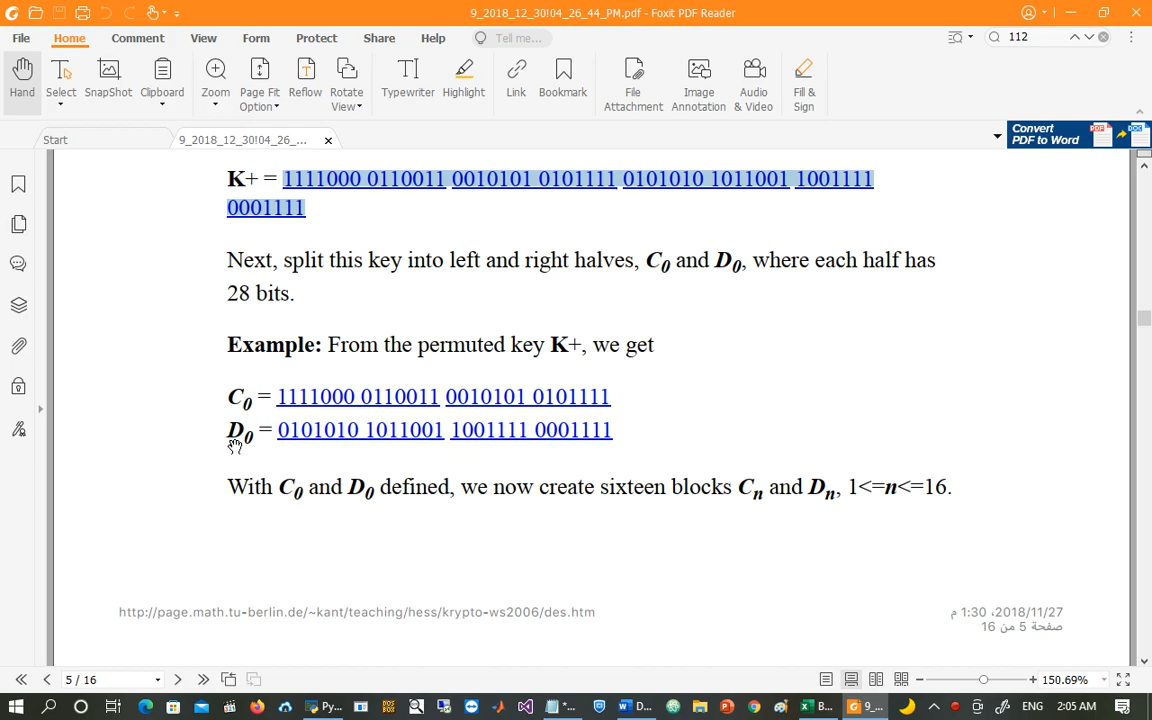 9_2018_12_30!04_26_44_PM.pdf - Foxit PDF Reader
File Home Comment View Form Protect Share Help Tell me... 112
Hand Select SnapShot Clipboard Zoom Page Fit Option Reflow Rotate View Typewriter Highlight Link Bookmark File Attachment Image Annotation Audio & Video Fill & Sign
Start 9_2018_12_30!04_26_... Convert PDF to Word
K+ = 1111000 0110011 0010101 0101111 0101010 1011001 1001111
0001111
Next, split this key into left and right halves, C0 and D0, where each half has
28 bits.
Example: From the permuted key K+, we get
C0 = 1111000 0110011 0010101 0101111
D0 = 0101010 1011001 1001111 0001111
With C0 and D0 defined, we now create sixteen blocks Cn and Dn, 1<=n<=16.
http://page.math.tu-berlin.de/~kant/teaching/hess/krypto-ws2006/des.htm
2018/11/27، 1:30 م
صفحة 5 من 16
5 / 16 150.69%
Py... *... D... B... 9_... ENG 2:05 AM